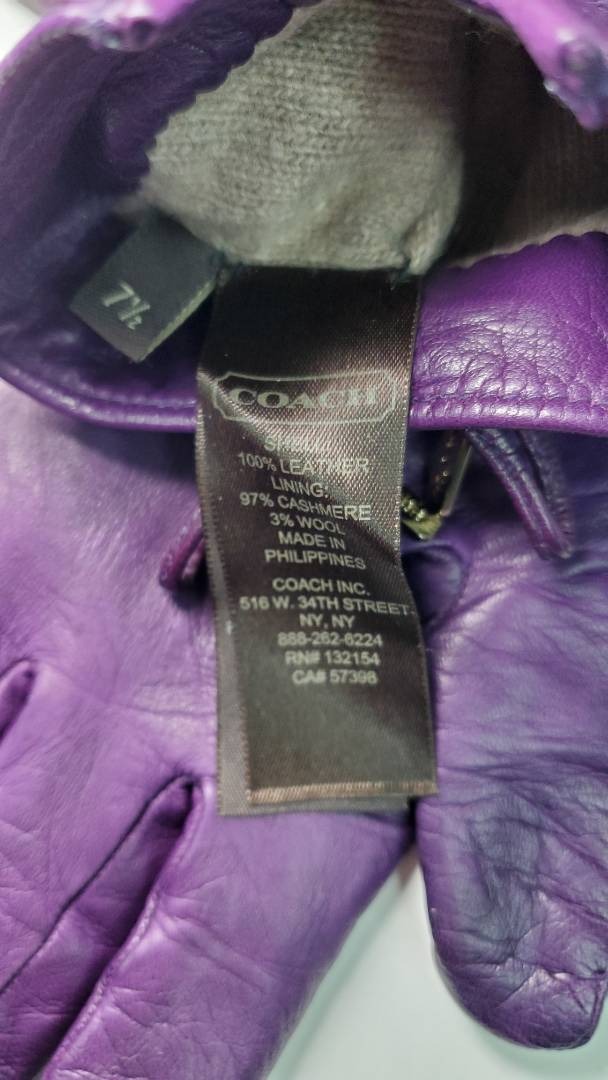 7½
COACH
SHELL:
100% LEATHER
LINING:
97% CASHMERE
3% WOOL
MADE IN
PHILIPPINES
COACH INC.
516 W. 34TH STREET
NY, NY
888-262-6224
RN# 132154
CA# 57398